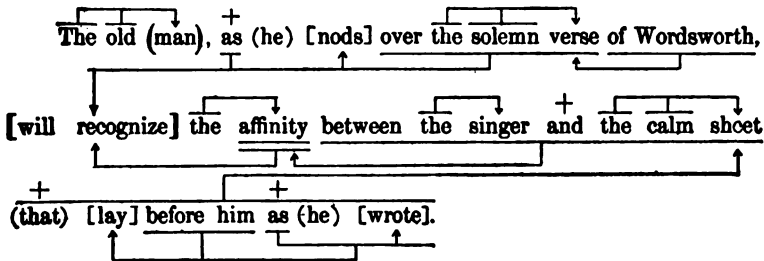 The old (man), as (he) [nods] over the solemn verse of Wordsworth,
[will recognize] the affinity between the singer and the calm sheet
(that) [lay] before him as (he) [wrote].